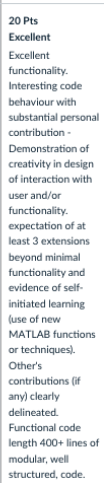 20 Pts
Excellent
Excellent
functionality.
Interesting code
behaviour with
substantial personal
contribution -
Demonstration of
creativity in design
of interaction with
user and/or
functionality.
expectation of at
least 3 extensions
beyond minimal
functionality and
evidence of self-
initiated learning
(use of new
MATLAB functions
or techniques).
Other's
contributions (if
any) clearly
delineated.
Functional code
length 400+ lines of
modular, well
structured, code.